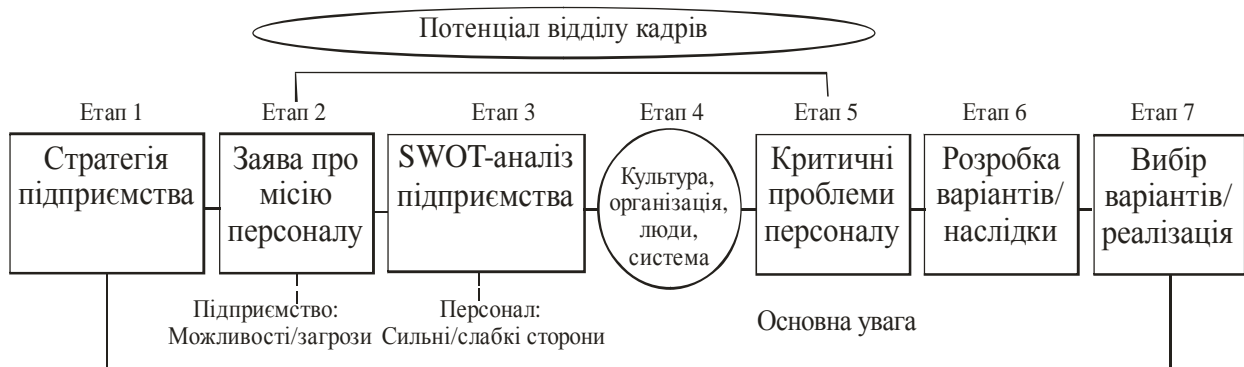 Потенціал відділу кадрів
Етап 1
Етап 2
Етап 3
Етап 4
Етап 5
Етап 6
Етап 7
Стратегія
підприємства
Заява про
місію
персоналу
SWOT-аналіз
підприємства
Культура,
організація,
люди,
система
Критичні
проблеми
персоналу
Розробка
варіантів/
наслідки
Вибір
варіантів/
реалізація
Підприємство:
Можливості/загрози
Персонал:
Сильні/слабкі сторони
Основна увага